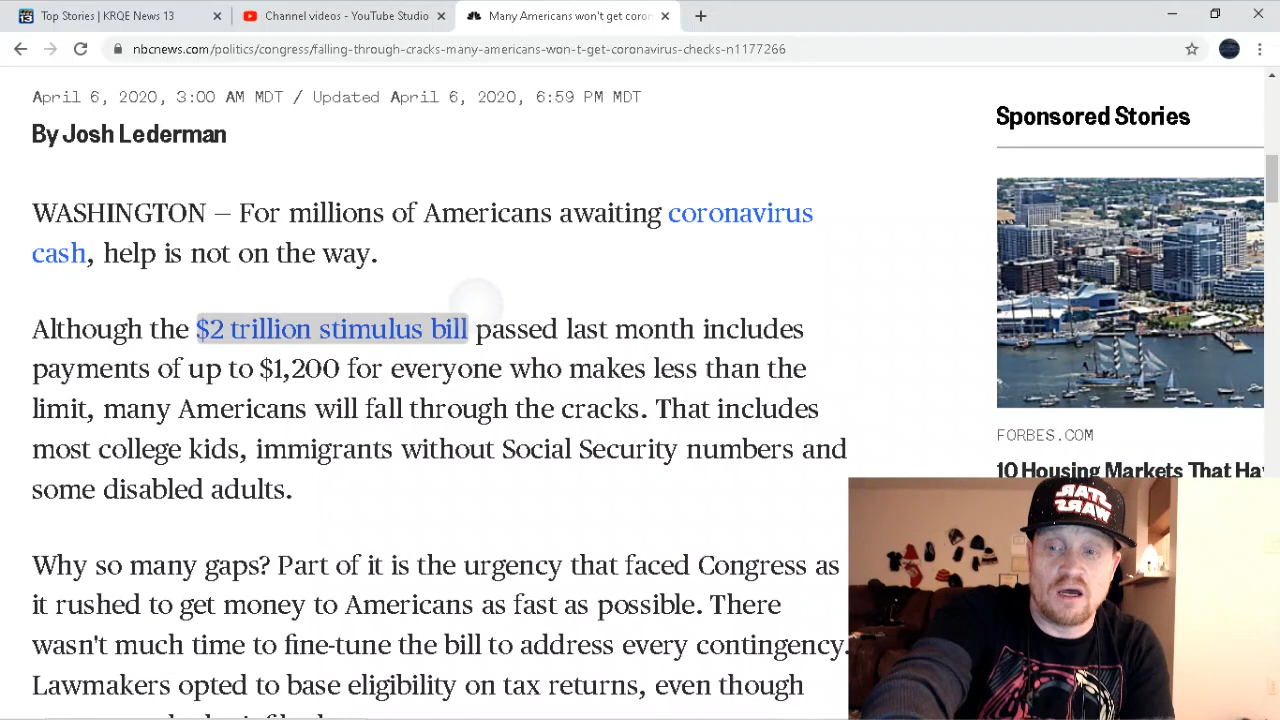 Top Stories | KRQE News 13
Channel videos - YouTube Studio
Many Americans won't get coron
nbcnews.com/politics/congress/falling-through-cracks-many-americans-won-t-get-coronavirus-checks-n1177266
April 6, 2020, 3:00 AM MDT / Updated April 6, 2020, 6:59 PM MDT
By Josh Lederman
WASHINGTON — For millions of Americans awaiting coronavirus
cash, help is not on the way.
Although the $2 trillion stimulus bill passed last month includes
payments of up to $1,200 for everyone who makes less than the
limit, many Americans will fall through the cracks. That includes
most college kids, immigrants without Social Security numbers and
some disabled adults.
Why so many gaps? Part of it is the urgency that faced Congress as
it rushed to get money to Americans as fast as possible. There
wasn't much time to fine-tune the bill to address every contingency.
Lawmakers opted to base eligibility on tax returns, even though
Sponsored Stories
FORBES.COM
10 Housing Markets That Ha
STAR
WARS